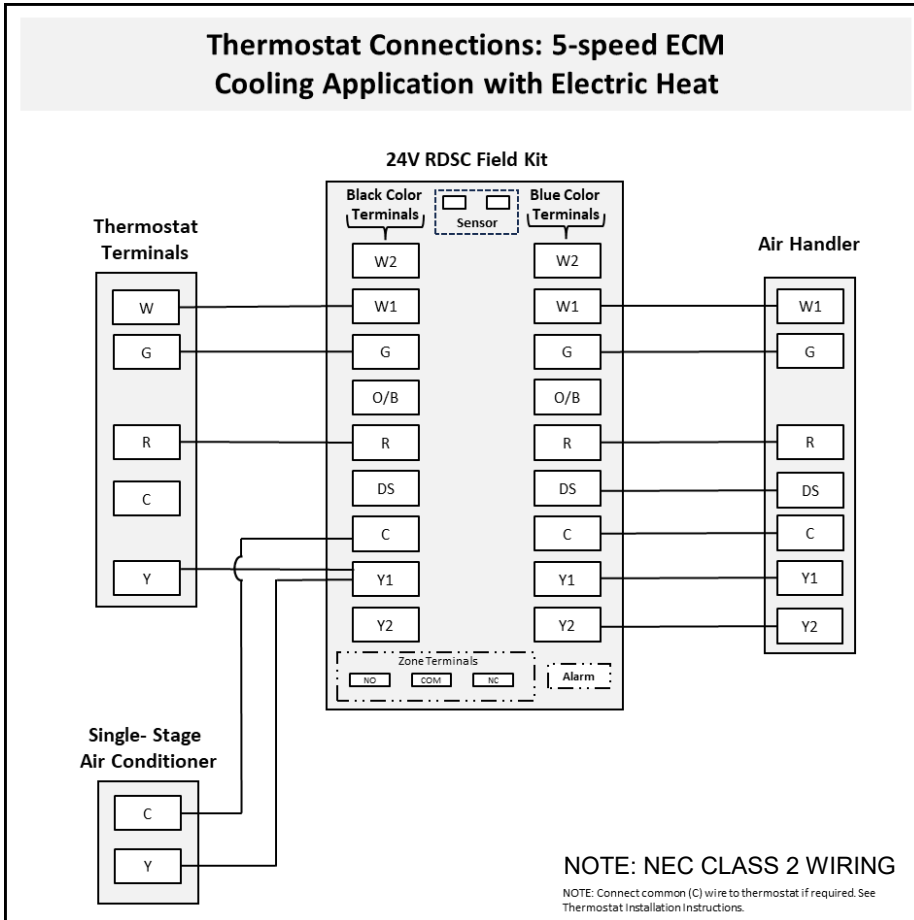 Thermostat Connections: 5-speed ECM
Cooling Application with Electric Heat
24V RDSC Field Kit
Black Color
Terminals
Sensor
Blue Color
Terminals
Thermostat
Terminals
W
G
R
C
Y
W2
W1
G
O/B
R
DS
C
Y1
Y2
W2
W1
G
O/B
R
DS
C
Y1
Y2
Zone Terminals
NO
COM
NC
Alarm
Air Handler
W1
G
R
DS
C
Y1
Y2
Single- Stage
Air Conditioner
C
Y
NOTE: NEC CLASS 2 WIRING
NOTE: Connect common (C) wire to thermostat if required. See
Thermostat Installation Instructions.